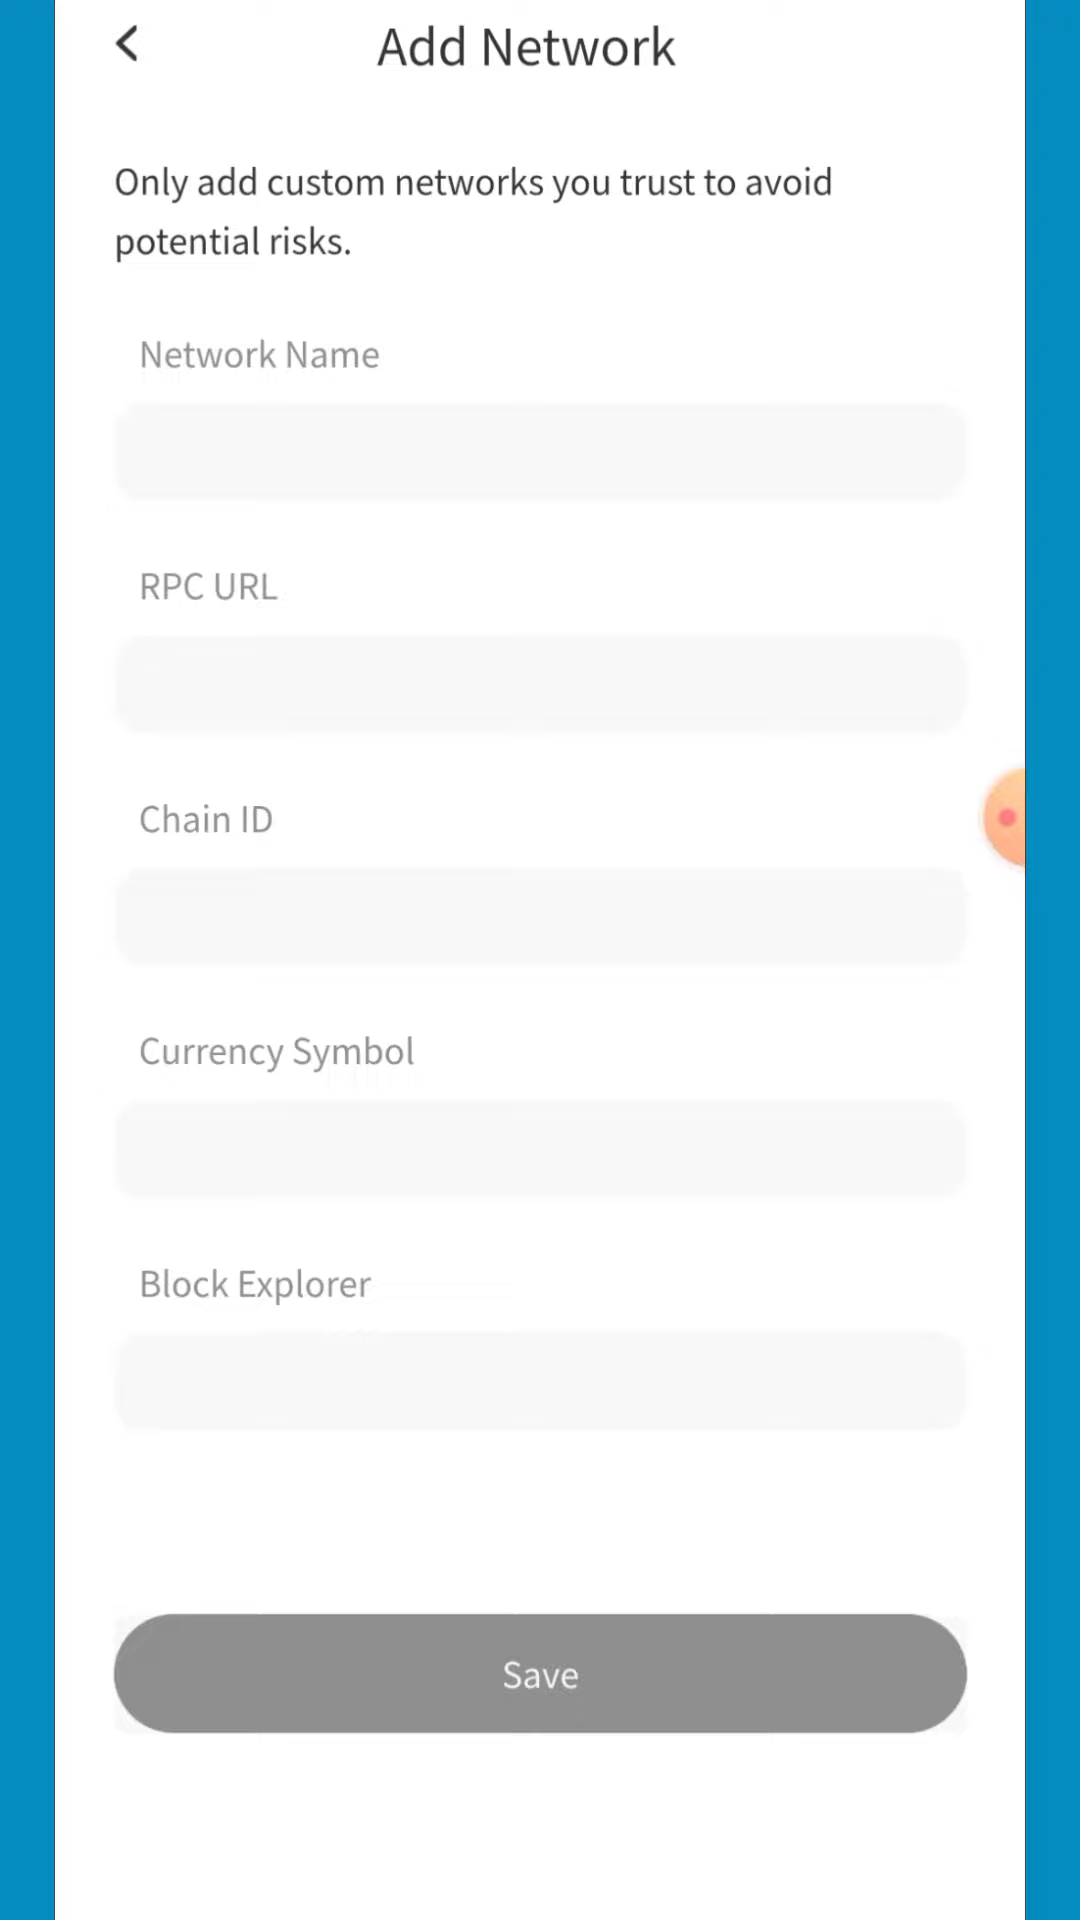 Add Network
Only add custom networks you trust to avoid
potential risks.
Network Name
RPC URL
Chain ID
Currency Symbol
Block Explorer
Save